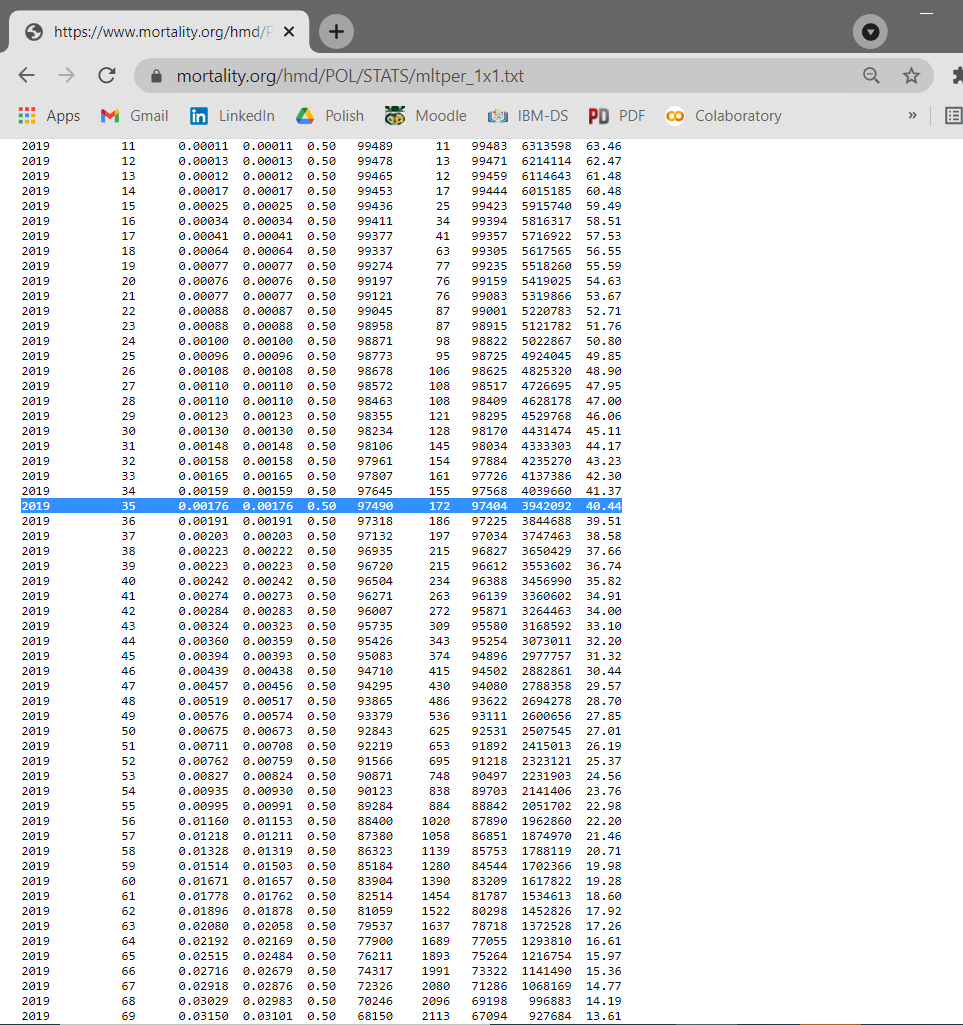 https://www.mortality.org/hmd/P
mortality.org/hmd/POL/STATS/mltper_1x1.txt
Apps Gmail LinkedIn Polish Moodle IBM-DS PD PDF Colaboratory »
2019 11 0.00011 0.00011 0.50 99489 11 99483 6313598 63.46
2019 12 0.00013 0.00013 0.50 99478 13 99471 6214114 62.47
2019 13 0.00012 0.00012 0.50 99465 12 99459 6114643 61.48
2019 14 0.00017 0.00017 0.50 99453 17 99444 6015185 60.48
2019 15 0.00025 0.00025 0.50 99436 25 99423 5915740 59.49
2019 16 0.00034 0.00034 0.50 99411 34 99394 5816317 58.51
2019 17 0.00041 0.00041 0.50 99377 41 99357 5716922 57.53
2019 18 0.00064 0.00064 0.50 99337 63 99305 5617565 56.55
2019 19 0.00077 0.00077 0.50 99274 77 99235 5518260 55.59
2019 20 0.00076 0.00076 0.50 99197 76 99159 5419025 54.63
2019 21 0.00077 0.00077 0.50 99121 76 99083 5319866 53.67
2019 22 0.00088 0.00087 0.50 99045 87 99001 5220783 52.71
2019 23 0.00088 0.00088 0.50 98958 87 98915 5121782 51.76
2019 24 0.00100 0.00100 0.50 98871 98 98822 5022867 50.80
2019 25 0.00096 0.00096 0.50 98773 95 98725 4924045 49.85
2019 26 0.00108 0.00108 0.50 98678 106 98625 4825320 48.90
2019 27 0.00110 0.00110 0.50 98572 108 98517 4726695 47.95
2019 28 0.00110 0.00110 0.50 98463 108 98409 4628178 47.00
2019 29 0.00123 0.00123 0.50 98355 121 98295 4529768 46.06
2019 30 0.00130 0.00130 0.50 98234 128 98170 4431474 45.11
2019 31 0.00148 0.00148 0.50 98106 145 98034 4333303 44.17
2019 32 0.00158 0.00158 0.50 97961 154 97884 4235270 43.23
2019 33 0.00165 0.00165 0.50 97807 161 97726 4137386 42.30
2019 34 0.00159 0.00159 0.50 97645 155 97568 4039660 41.37
2019 35 0.00176 0.00176 0.50 97490 172 97404 3942092 40.44
2019 36 0.00191 0.00191 0.50 97318 186 97225 3844688 39.51
2019 37 0.00203 0.00203 0.50 97132 197 97034 3747463 38.58
2019 38 0.00223 0.00222 0.50 96935 215 96827 3650429 37.66
2019 39 0.00223 0.00223 0.50 96720 215 96612 3553602 36.74
2019 40 0.00242 0.00242 0.50 96504 234 96388 3456990 35.82
2019 41 0.00274 0.00273 0.50 96271 263 96139 3360602 34.91
2019 42 0.00284 0.00283 0.50 96007 272 95871 3264463 34.00
2019 43 0.00324 0.00323 0.50 95735 309 95580 3168592 33.10
2019 44 0.00360 0.00359 0.50 95426 343 95254 3073011 32.20
2019 45 0.00394 0.00393 0.50 95083 374 94896 2977757 31.32
2019 46 0.00439 0.00438 0.50 94710 415 94502 2882861 30.44
2019 47 0.00457 0.00456 0.50 94295 430 94080 2788358 29.57
2019 48 0.00519 0.00517 0.50 93865 486 93622 2694278 28.70
2019 49 0.00576 0.00574 0.50 93379 536 93111 2600656 27.85
2019 50 0.00675 0.00673 0.50 92843 625 92531 2507545 27.01
2019 51 0.00711 0.00708 0.50 92219 653 91892 2415013 26.19
2019 52 0.00762 0.00759 0.50 91566 695 91218 2323121 25.37
2019 53 0.00827 0.00824 0.50 90871 748 90497 2231903 24.56
2019 54 0.00935 0.00930 0.50 90123 838 89703 2141406 23.76
2019 55 0.00995 0.00991 0.50 89284 884 88842 2051702 22.98
2019 56 0.01160 0.01153 0.50 88400 1020 87890 1962860 22.20
2019 57 0.01218 0.01211 0.50 87380 1058 86851 1874970 21.46
2019 58 0.01328 0.01319 0.50 86323 1139 85753 1788119 20.71
2019 59 0.01514 0.01503 0.50 85184 1280 84544 1702366 19.98
2019 60 0.01671 0.01657 0.50 83904 1390 83209 1617822 19.28
2019 61 0.01778 0.01762 0.50 82514 1454 81787 1534613 18.60
2019 62 0.01896 0.01878 0.50 81059 1522 80298 1452826 17.92
2019 63 0.02080 0.02058 0.50 79537 1637 78718 1372528 17.26
2019 64 0.02192 0.02169 0.50 77900 1689 77055 1293810 16.61
2019 65 0.02515 0.02484 0.50 76211 1893 75264 1216754 15.97
2019 66 0.02716 0.02679 0.50 74317 1991 73322 1141490 15.36
2019 67 0.02918 0.02876 0.50 72326 2080 71286 1068169 14.77
2019 68 0.03029 0.02983 0.50 70246 2096 69198 996883 14.19
2019 69 0.03150 0.03101 0.50 68150 2113 67094 927684 13.61